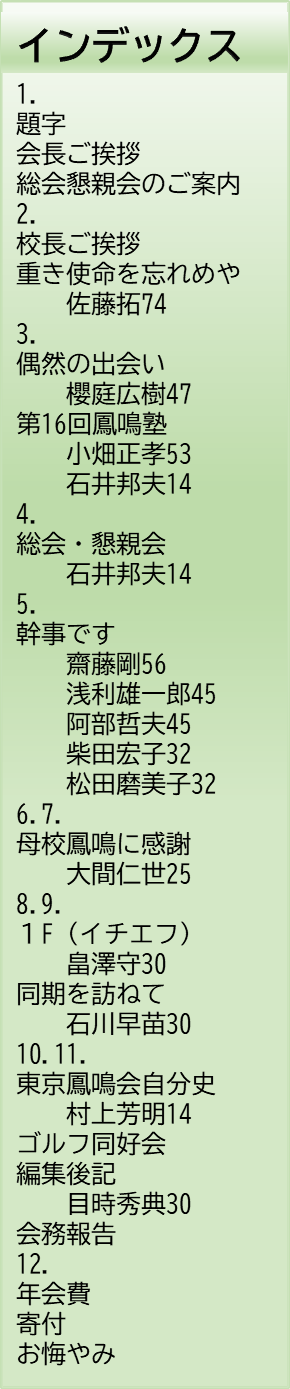 インデックス
1.
題字
会長ご挨拶
総会懇親会のご案内
2.
校長ご挨拶
重き使命を忘れめや
佐藤拓74
3.
偶然の出会い
櫻庭広樹47
第16回鳳鳴塾
小畑正孝53
石井邦夫14
4.
総会・懇親会
石井邦夫14
5.
幹事です
齋藤剛56
浅利雄一郎45
阿部哲夫45
柴田宏子32
松田磨美子32
6.7.
母校鳳鳴に感謝
大間仁世25
8.9.
１F（イチエフ）
畠澤守30
同期を訪ねて
石川早苗30
10.11.
東京鳳鳴会自分史
村上芳明14
ゴルフ同好会
編集後記
目時秀典30
会務報告
12.
年会費
寄付
お悔やみ